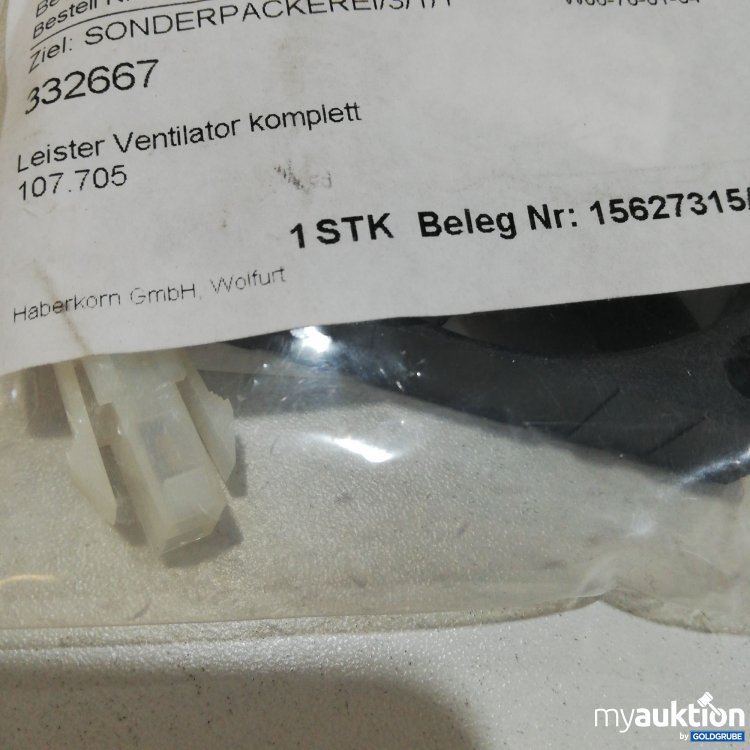 Bestell
Ziel: SONDERPACKEREI/3/1/1
332667
Leister Ventilator komplett
107.705
1 STK Beleg Nr: 15627315
Haberkorn GmbH, Wolfurt
myauktion
by GOLDGRUBE